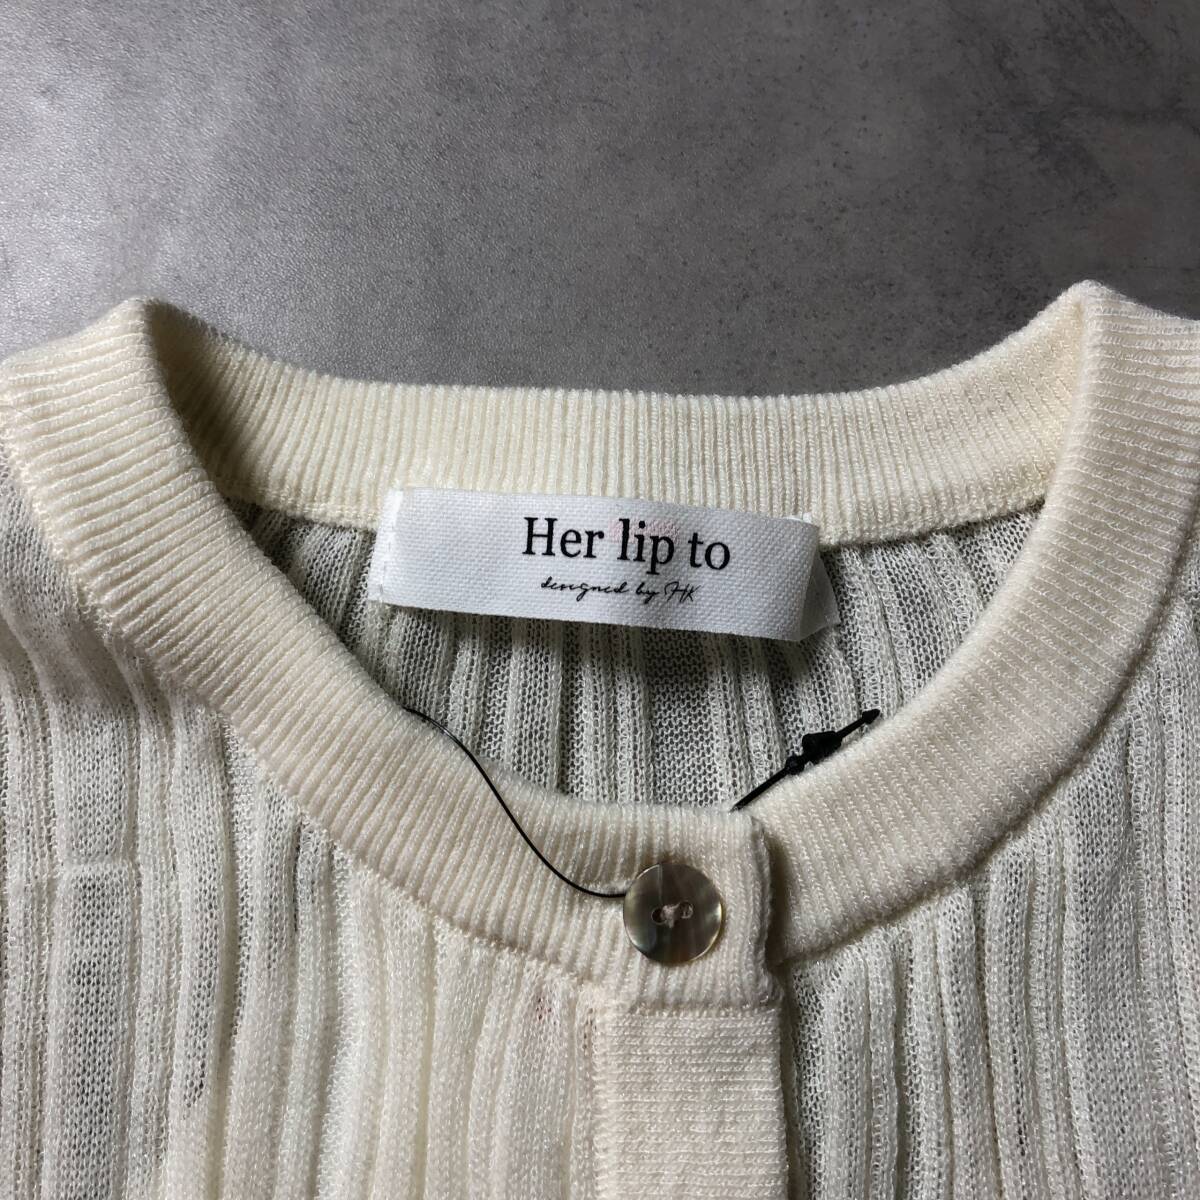 Her lip to
designed by HK